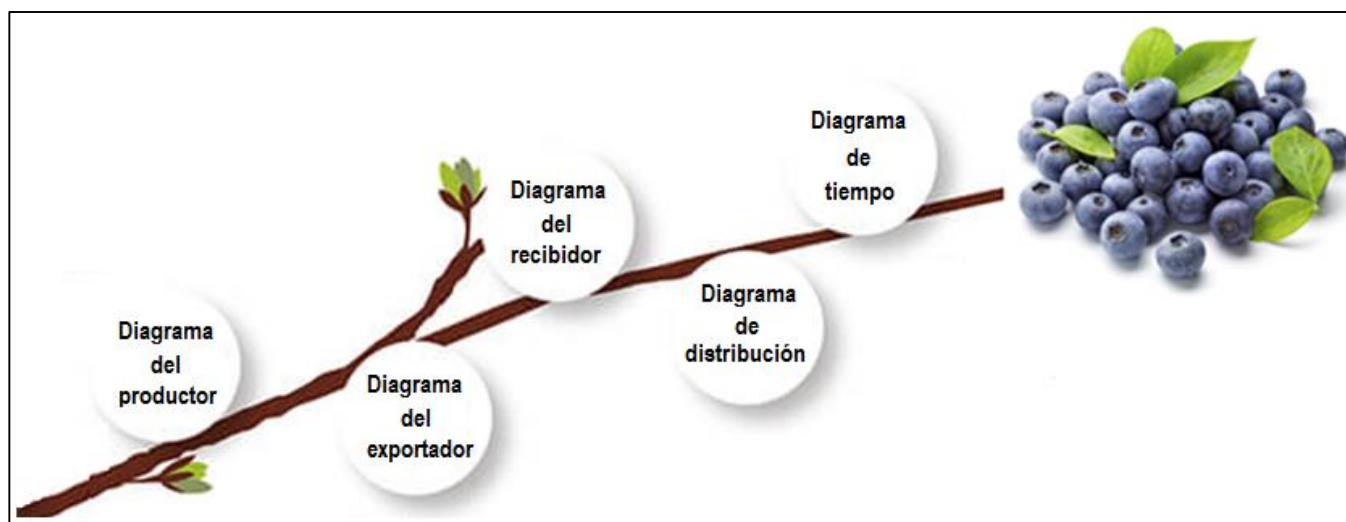 Diagrama
del
productor
Diagrama
del
exportador
Diagrama
del
recibidor
Diagrama
de
distribución
Diagrama
de
tiempo